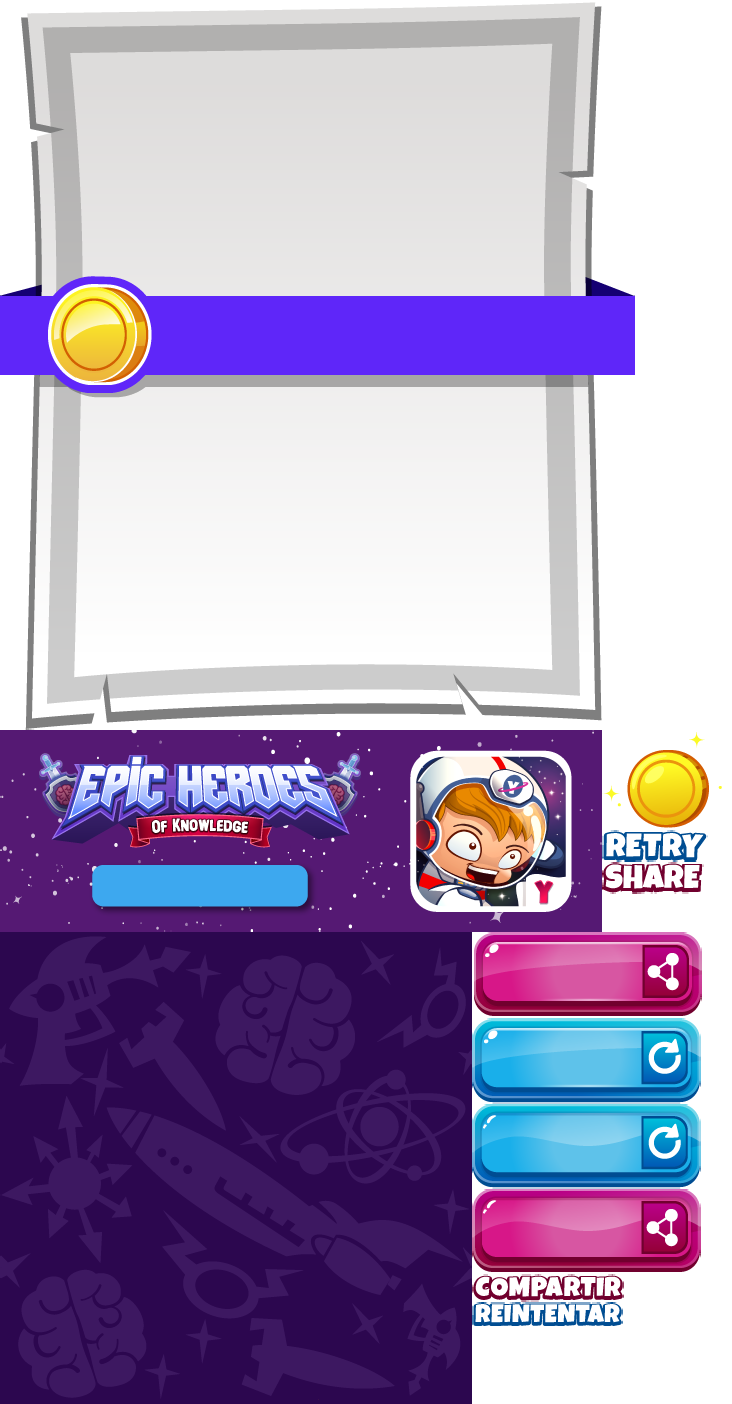 EPIC HEROES
OF KNOWLEDGE
Y
RETRY
SHARE
COMPARTIR
REINTENTAR